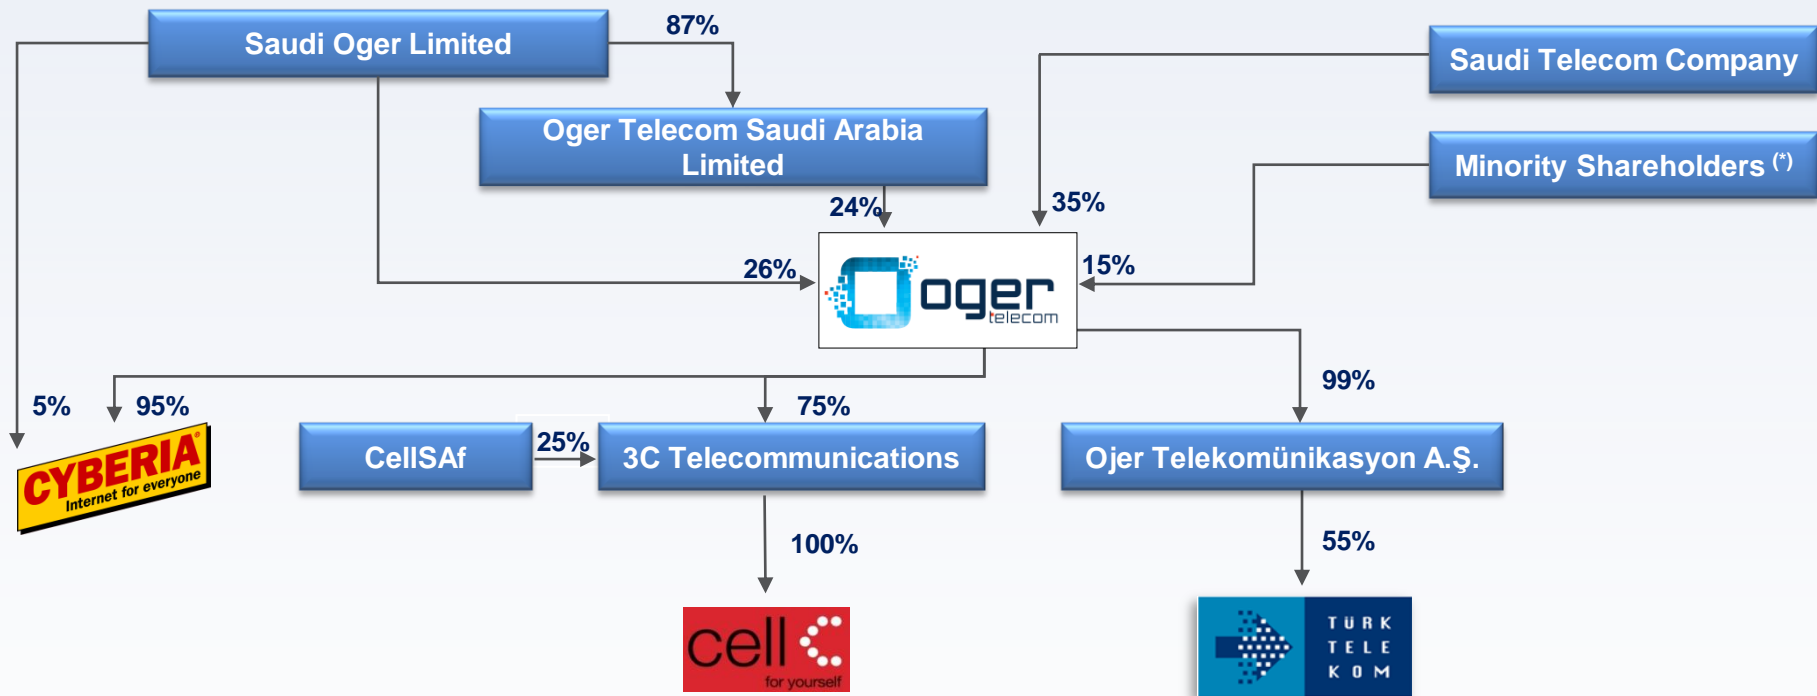 Saudi Oger Limited
87%
Saudi Telecom Company
Oger Telecom Saudi Arabia
Limited
Minority Shareholders (*)
24%
35%
26%
15%
oger
telecom
5%
95%
75%
99%
CYBERIA®
Internet for everyone
CellSAf
25%
3C Telecommunications
Ojer Telekomünikasyon A.Ş.
100%
55%
cell C
for yourself
TÜRK
TELE
KOM